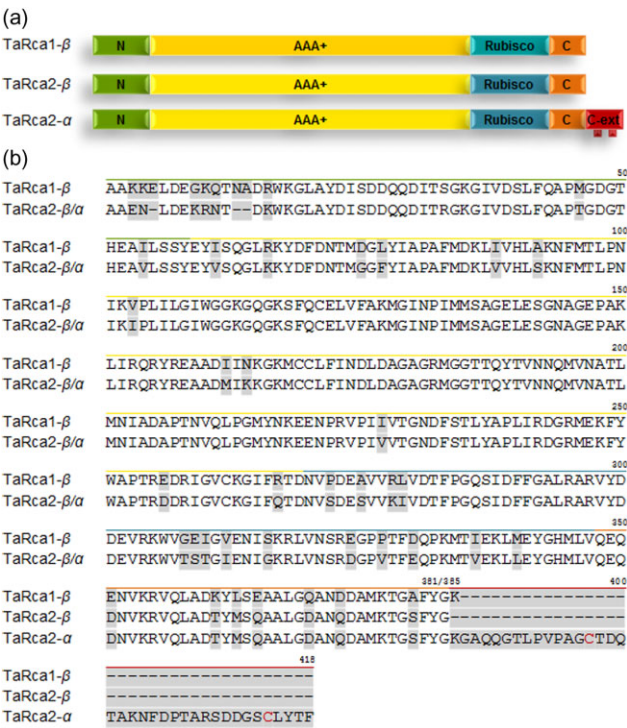 (a)
TaRca1-β N AAA+ Rubisco C
TaRca2-β N AAA+ Rubisco C
TaRca2-α N AAA+ Rubisco C C-ext
(b)
50
TaRca1-β AAKKELDEGKQTNADRWKGLAYDISDDQQDITSGKGIVDSLFQAPMGDGT
TaRca2-β/α AAEN-LDEKRNT--DKWKGLAYDISDDQQDITRGKGIVDSLFQAPTGDGT
100
TaRca1-β HEAILSSYEYISQGLRKYDFDNTMDGLYIAPAFMDKLIVHLAKNFMTLPN
TaRca2-β/α HEAVLSSYEYVSQGLKKYDFDNTMGGFYIAPAFMDKLVVHLSKNFMTLPN
150
TaRca1-β IKVPLILGIWGGKGQGKSFQCELVFAKMGINPIMMSAGELESGNAGEPAK
TaRca2-β/α IKIPLILGIWGGKGQGKSFQCELVFAKMGINPIMMSAGELESGNAGEPAK
200
TaRca1-β LIRQRYREAADIINKGKMCCLFINDLDAGAGRMGGTTQYTVNNQMVNATL
TaRca2-β/α LIRQRYREAADMIKKGKMCCLFINDLDAGAGRMGGTTQYTVNNQMVNATL
250
TaRca1-β MNIADAPTNVQLPGMYNKEENPRVPIIVTGNDFSTLYAPLIRDGRMEKFY
TaRca2-β/α MNIADAPTNVQLPGMYNKEENPRVPIVVTGNDFSTLYAPLIRDGRMEKFY
300
TaRca1-β WAPTREDRIGVCKGIFRTDNVPDEAVVRLVDTFPGQSIDFFGALRARVYD
TaRca2-β/α WAPTRDDRIGVCKGIFQTDNVSDESVVKIVDTFPGQSIDFFGALRARVYD
350
TaRca1-β DEVRKWVGEIGVENISKRLVNSREGPPTFDQPKMTIEKLMEYGHMLVQEQ
TaRca2-β/α DEVRKWVTSTGIENIGKRLVNSRDGPVTFEQPKMTVEKLLEYGHMLVQEQ
381/385 400
TaRca1-β ENVKRVQLADKYLSEAALGQANDDAMKTGAFYGK----------------
TaRca2-β DNVKRVQLADTYMSQAALGDANQDAMKTGSFYG-----------------
TaRca2-α DNVKRVQLADTYMSQAALGDANQDAMKTGSFYGKGAQQGTLPVPAGCTDQ
418
TaRca1-β --------------------
TaRca2-β --------------------
TaRca2-α TAKNFDPTARSDDGSCLYTF